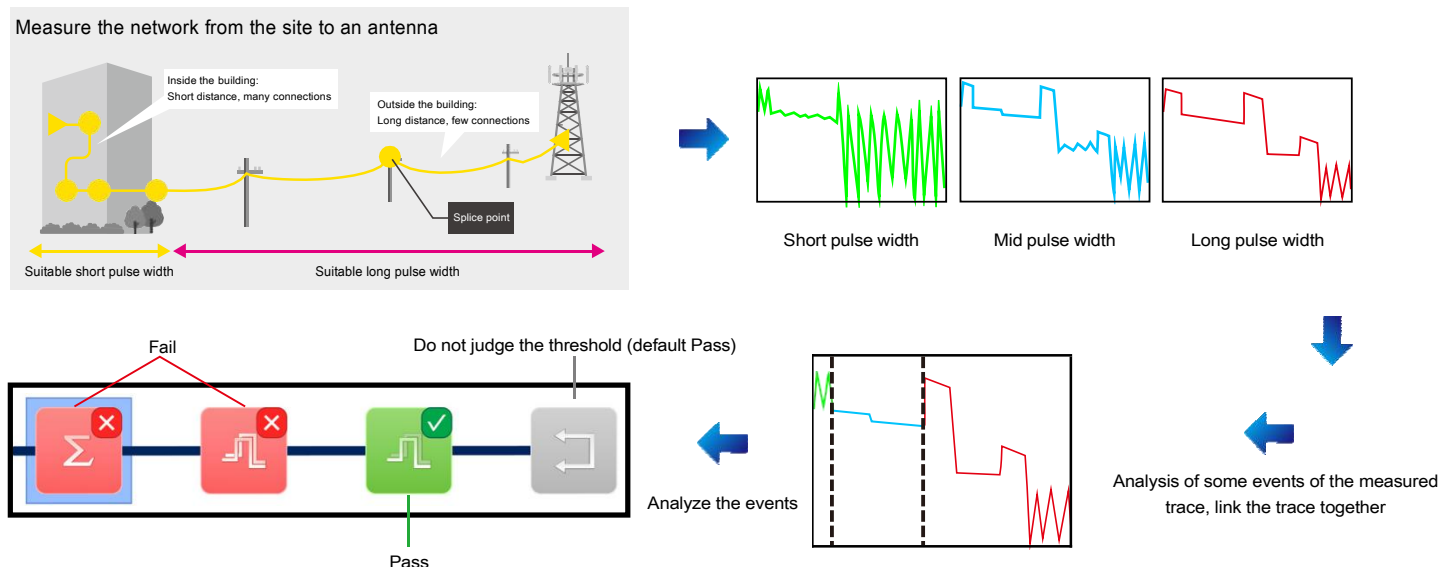 Measure the network from the site to an antenna
Inside the building:
Short distance, many connections
Outside the building:
Long distance, few connections
Splice point
Suitable short pulse width
Suitable long pulse width
Short pulse width
Mid pulse width
Long pulse width
Analysis of some events of the measured
trace, link the trace together
Analyze the events
Fail
Do not judge the threshold (default Pass)
Σ
Pass